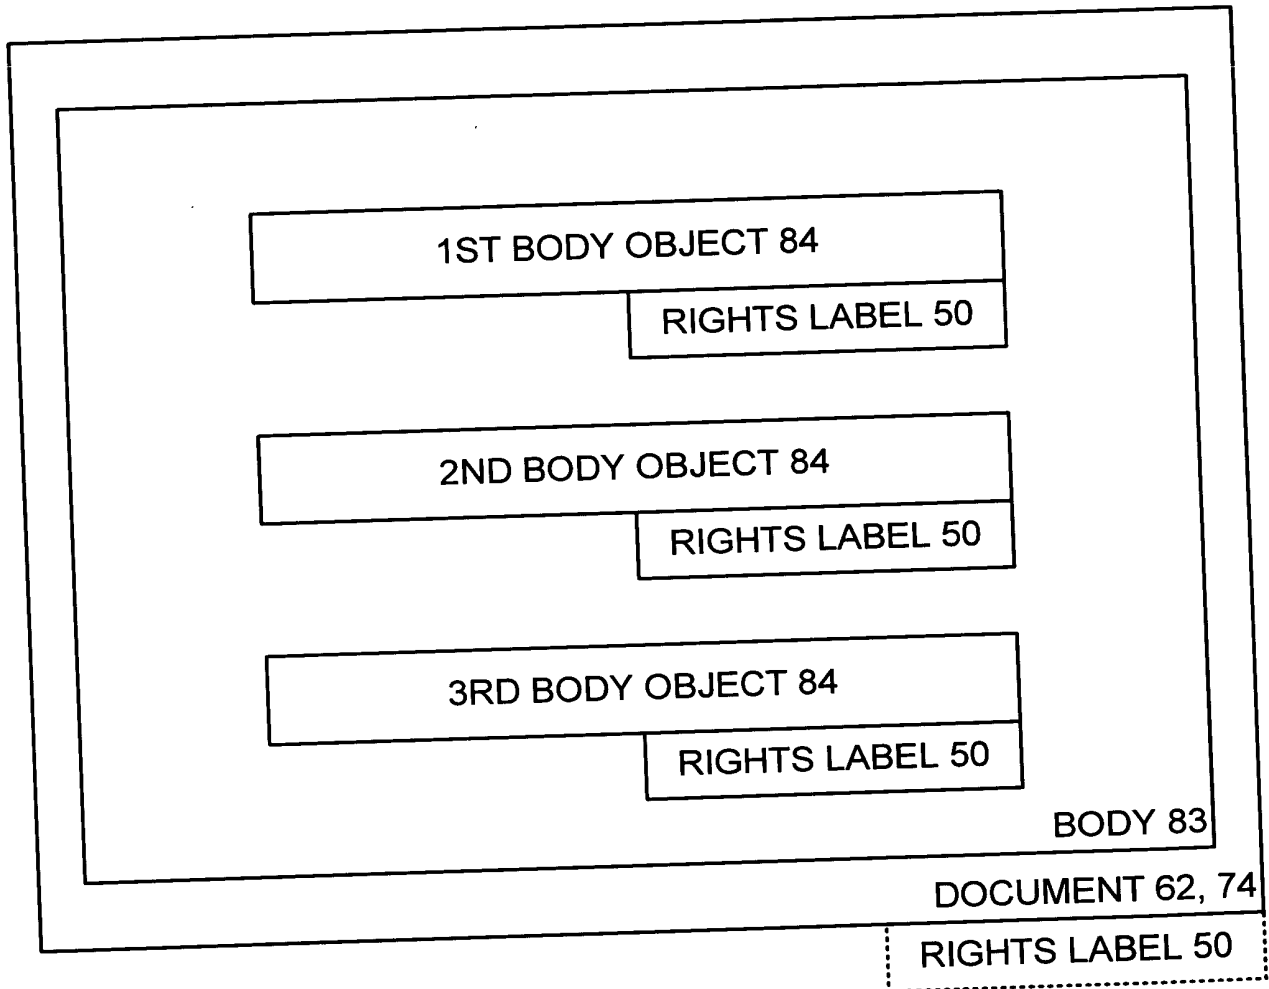 1ST BODY OBJECT 84
RIGHTS LABEL 50
2ND BODY OBJECT 84
RIGHTS LABEL 50
3RD BODY OBJECT 84
RIGHTS LABEL 50
BODY 83
DOCUMENT 62, 74
RIGHTS LABEL 50